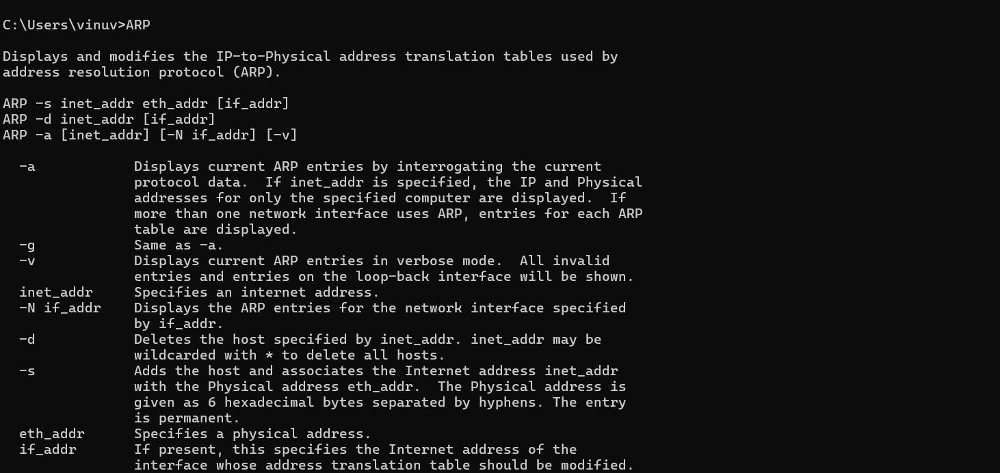 C:\Users\vinuv>ARP
Displays and modifies the IP-to-Physical address translation tables used by
address resolution protocol (ARP).
ARP -s inet_addr eth_addr [if_addr]
ARP -d inet_addr [if_addr]
ARP -a [inet_addr] [-N if_addr] [-v]
-a Displays current ARP entries by interrogating the current
protocol data. If inet_addr is specified, the IP and Physical
addresses for only the specified computer are displayed. If
more than one network interface uses ARP, entries for each ARP
table are displayed.
-g Same as -a.
-v Displays current ARP entries in verbose mode. All invalid
entries and entries on the loop-back interface will be shown.
inet_addr Specifies an internet address.
-N if_addr Displays the ARP entries for the network interface specified
by if_addr.
-d Deletes the host specified by inet_addr. inet_addr may be
wildcarded with * to delete all hosts.
-s Adds the host and associates the Internet address inet_addr
with the Physical address eth_addr. The Physical address is
given as 6 hexadecimal bytes separated by hyphens. The entry
is permanent.
eth_addr Specifies a physical address.
if_addr If present, this specifies the Internet address of the
interface whose address translation table should be modified.